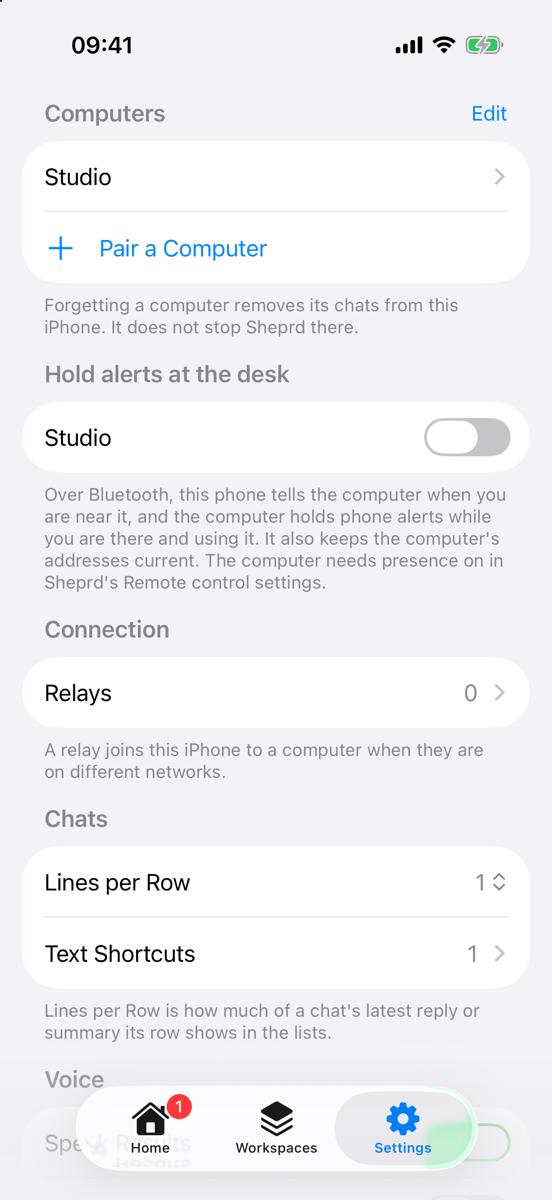 09:41
Computers
Edit
Studio
Pair a Computer
Forgetting a computer removes its chats from this
iPhone. It does not stop Sheprd there.
Hold alerts at the desk
Studio
Over Bluetooth, this phone tells the computer when you
are near it, and the computer holds phone alerts while
you are there and using it. It also keeps the computer's
addresses current. The computer needs presence on in
Sheprd's Remote control settings.
Connection
Relays
0
A relay joins this iPhone to a computer when they are
on different networks.
Chats
Lines per Row
1
Text Shortcuts
1
Lines per Row is how much of a chat's latest reply or
summary its row shows in the lists.
Voice
Results
1
Home
Workspaces
Settings